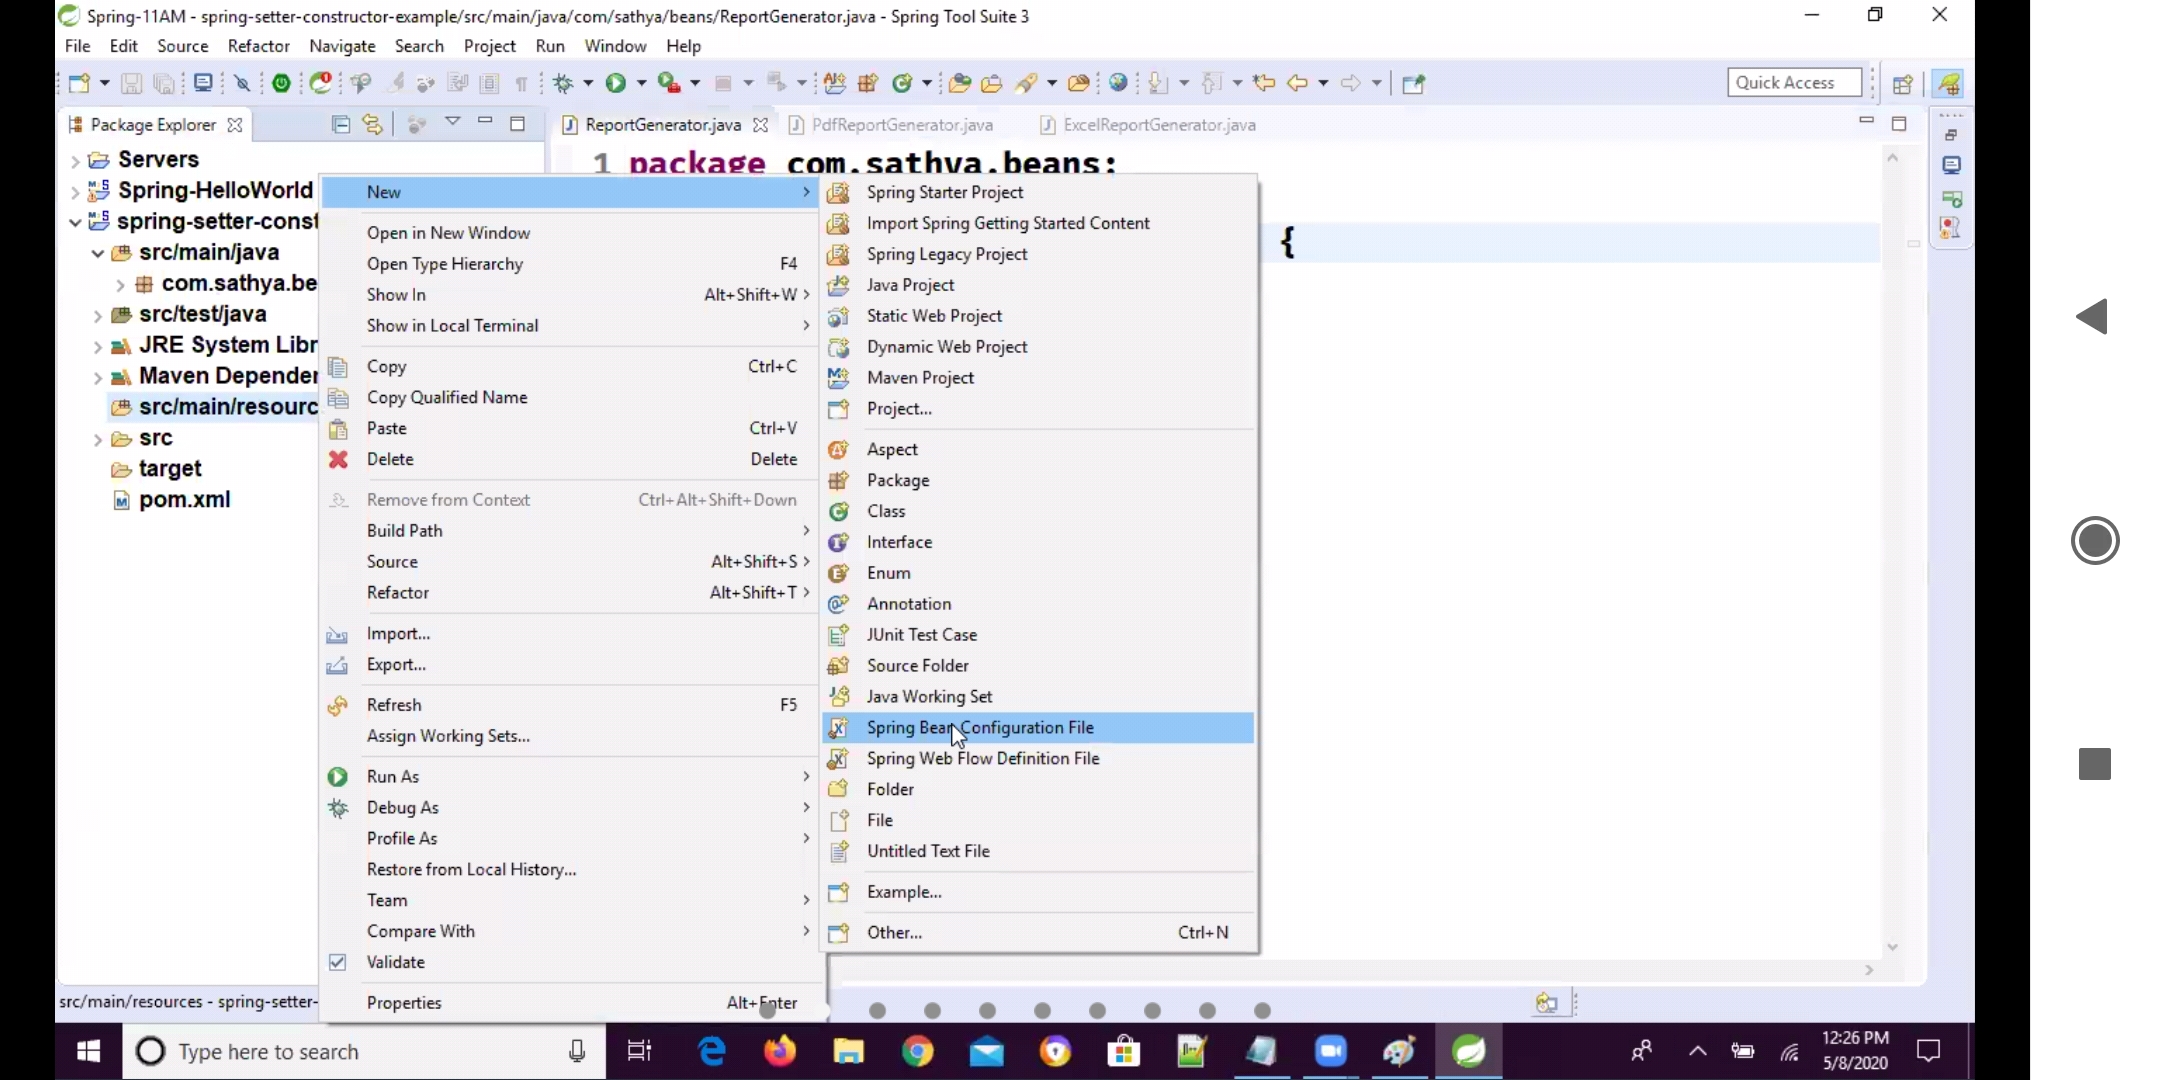 Spring-11AM - spring-setter-constructor-example/src/main/java/com/sathya/beans/ReportGenerator.java - Spring Tool Suite 3
File Edit Source Refactor Navigate Search Project Run Window Help
Quick Access
Package Explorer
ReportGenerator.java
PdfReportGenerator.java
ExcelReportGenerator.java
Servers
Spring-HelloWorld
spring-setter-const
src/main/java
com.sathya.be
src/test/java
JRE System Libr
Maven Depender
src/main/resourc
src
target
pom.xml
1 package com.sathya.beans;
{
New
Open in New Window
Open Type Hierarchy F4
Show In Alt+Shift+W
Show in Local Terminal
Copy Ctrl+C
Copy Qualified Name
Paste Ctrl+V
Delete Delete
Remove from Context Ctrl+Alt+Shift+Down
Build Path
Source Alt+Shift+S
Refactor Alt+Shift+T
Import...
Export...
Refresh F5
Assign Working Sets...
Run As
Debug As
Profile As
Restore from Local History...
Team
Compare With
Validate
Properties Alt+Enter
Spring Starter Project
Import Spring Getting Started Content
Spring Legacy Project
Java Project
Static Web Project
Dynamic Web Project
Maven Project
Project...
Aspect
Package
Class
Interface
Enum
Annotation
JUnit Test Case
Source Folder
Java Working Set
Spring Bean Configuration File
Spring Web Flow Definition File
Folder
File
Untitled Text File
Example...
Other... Ctrl+N
src/main/resources - spring-setter-
Type here to search
12:26 PM
5/8/2020